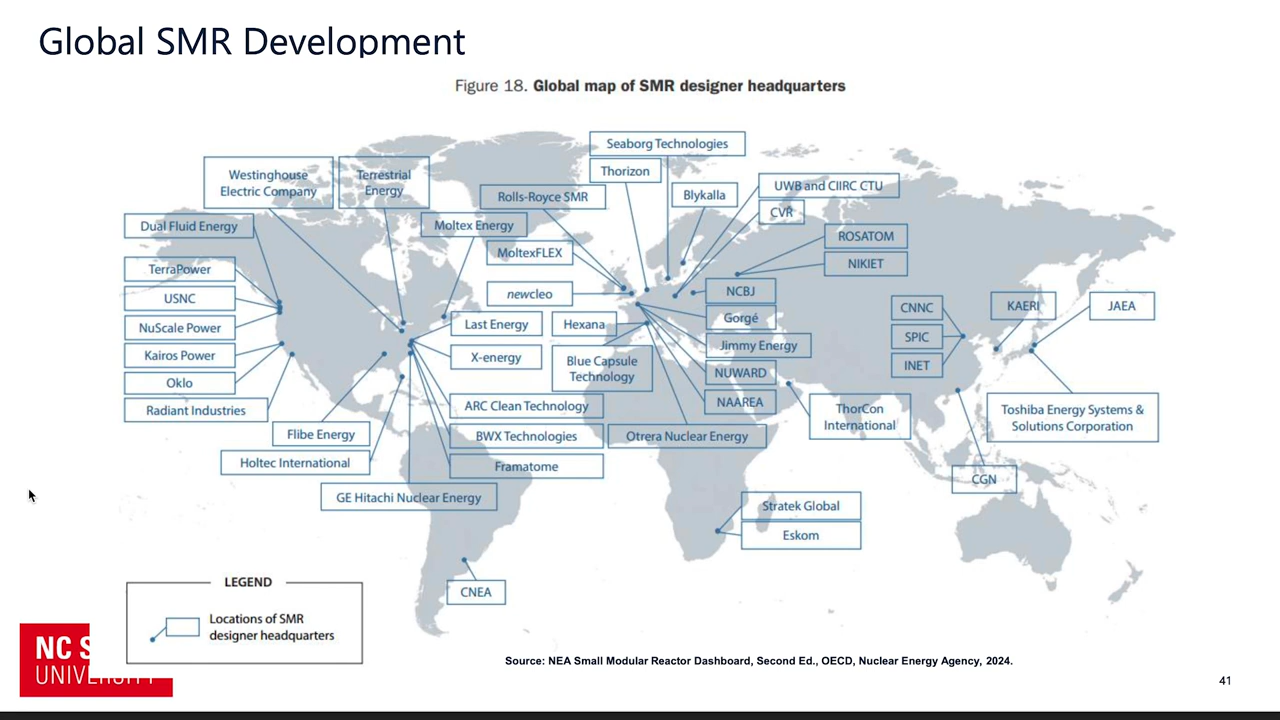 Global SMR Development
Figure 18. Global map of SMR designer headquarters
Seaborg Technologies
Thorizon
Westinghouse
Electric Company
Terrestrial
Energy
Rolls-Royce SMR
Blykalla
UWB and CIIRC CTU
CVR
Dual Fluid Energy
Moltex Energy
ROSATOM
MoltexFLEX
NIKIET
TerraPower
USNC
newcleo
NCBJ
CNNC
KAERI
JAEA
NuScale Power
Last Energy
Hexana
Gorgé
SPIC
Kairos Power
X-energy
Blue Capsule
Technology
Jimmy Energy
INET
Oklo
NUWARD
Radiant Industries
ARC Clean Technology
NAAREA
ThorCon
International
Toshiba Energy Systems &
Solutions Corporation
Flibe Energy
BWX Technologies
Otrera Nuclear Energy
Holtec International
Framatome
CGN
GE Hitachi Nuclear Energy
Stratek Global
Eskom
CNEA
LEGEND
Locations of SMR
designer headquarters
NC S
UNIVERSITY
Source: NEA Small Modular Reactor Dashboard, Second Ed., OECD, Nuclear Energy Agency, 2024.
41